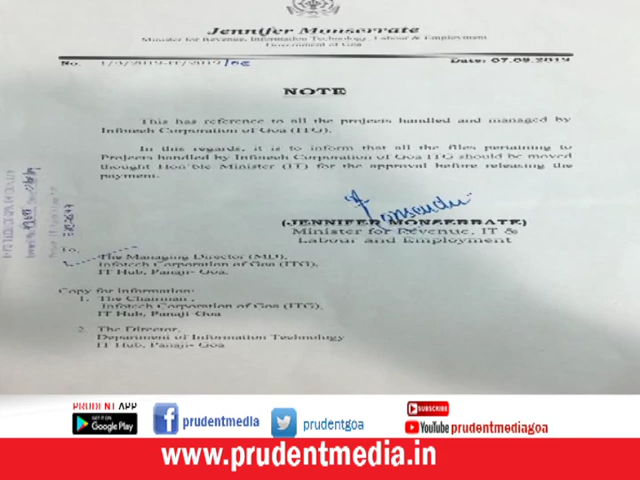 Jennifer Monserrate
Minister for Revenue, Information Technology, Labour & Employment
Government of Goa
No. 1/3/2019-IT/2019/ Date: 07.08.2019
NOTE
This has reference to all the projects handled and managed by
Infotech Corporation of Goa (ITG).
In this regards, it is to inform that all the files pertaining to
Projects handled by Infotech Corporation of Goa ITG should be moved
thought Hon'ble Minister (IT) for the approval before releasing the
payment.
(JENNIFER MONSERRATE)
Minister for Revenue, IT &
Labour and Employment
To,
The Managing Director (MD),
Infotech Corporation of Goa (ITG),
IT Hub, Panaji- Goa.
Copy for information:
1. The Chairman ,
Infotech Corporation of Goa (ITG),
IT Hub, Panaji-Goa
2. The Director,
Department of Information Technology
IT Hub, Panaji- Goa
PRUDENT APP
GET IT ON
Google Play
prudentmedia
prudentgoa
SUBSCRIBE
YouTube prudentmediagoa
www.prudentmedia.in